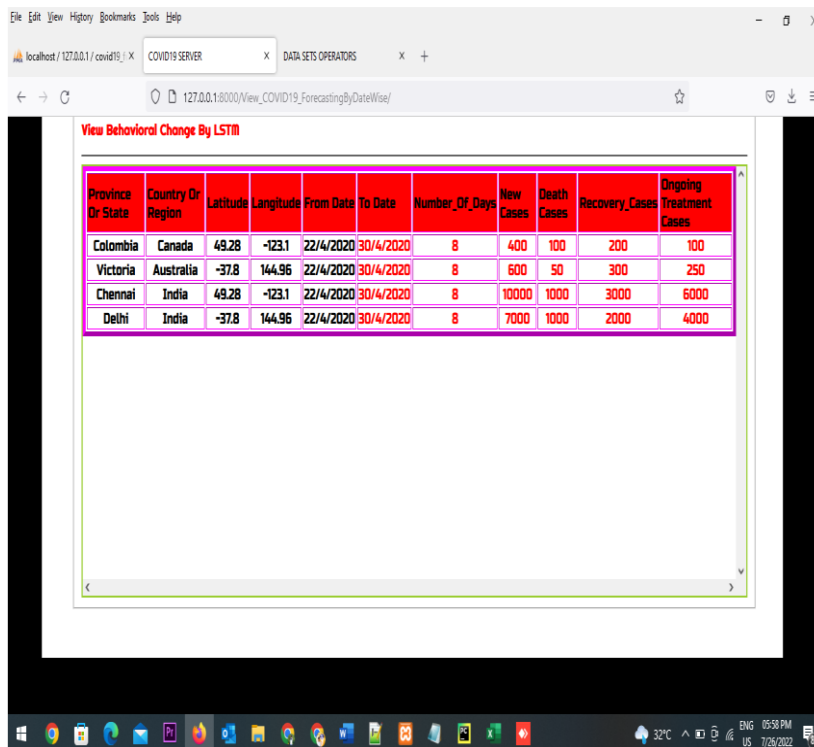 File Edit View History Bookmarks Tools Help
localhost / 127.0.0.1 / covid19_f × COVID19 SERVER × DATA SETS OPERATORS × +
127.0.0.1:8000/View_COVID19_ForecastingByDateWise/
View Behavioral Change By LSTM
Province Or State Country Or Region Latitude Langitude From Date To Date Number_Of_Days New Cases Death Cases Recovery_Cases Ongoing Treatment Cases
Colombia Canada 49.28 -123.1 22/4/2020 30/4/2020 8 400 100 200 100
Victoria Australia -37.8 144.96 22/4/2020 30/4/2020 8 600 50 300 250
Chennai India 49.28 -123.1 22/4/2020 30/4/2020 8 10000 1000 3000 6000
Delhi India -37.8 144.96 22/4/2020 30/4/2020 8 7000 1000 2000 4000
32°C ENG 05:58 PM
US 7/26/2022